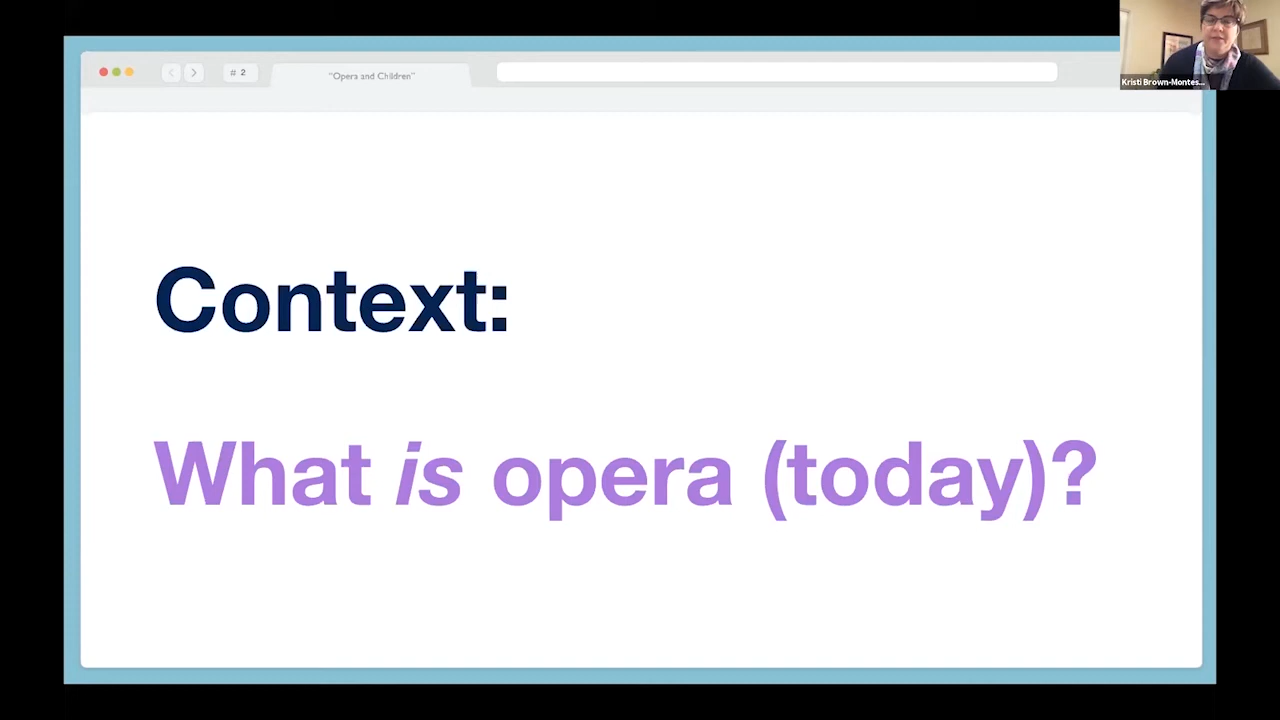 # 2
“Opera and Children”
Kristi Brown-Montes...
Context:
What is opera (today)?